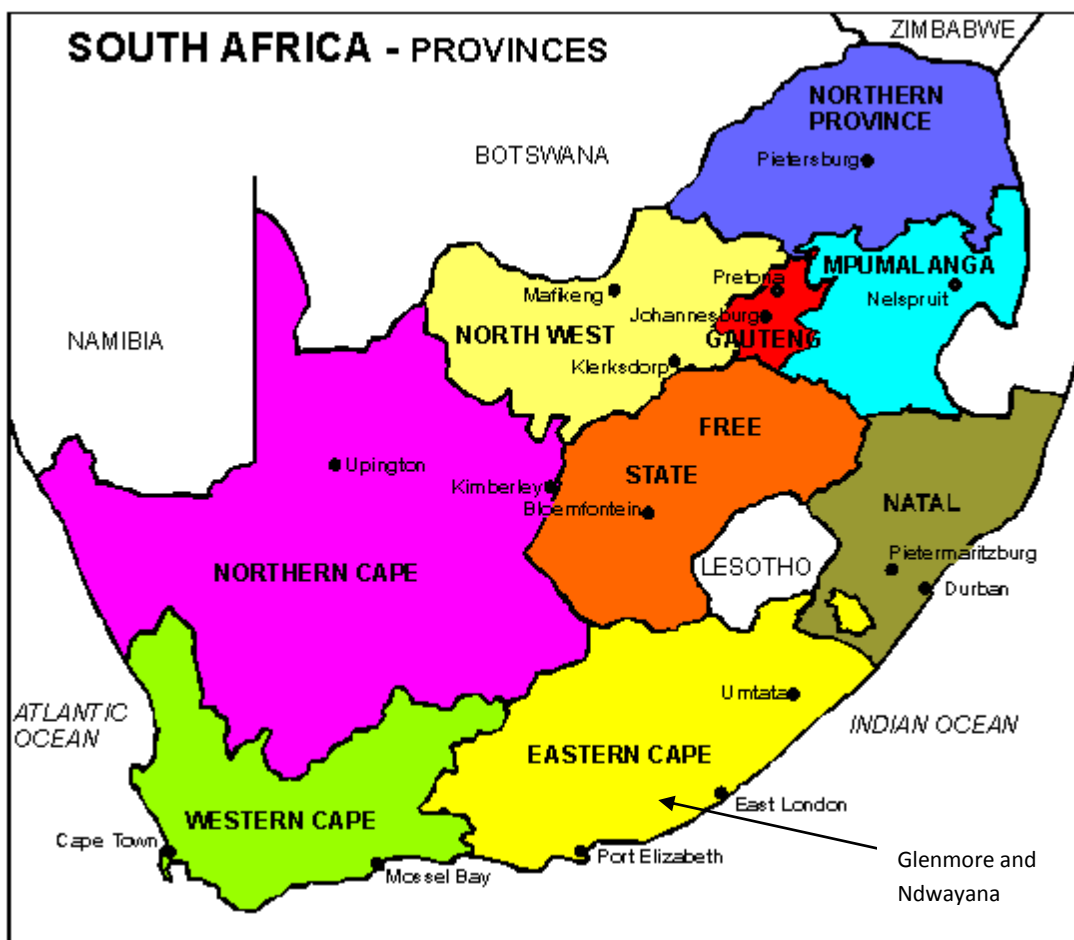 SOUTH AFRICA - PROVINCES
ZIMBABWE
NORTHERN
PROVINCE
Pietersburg
BOTSWANA
MPUMALANGA
Pretoria
Mafikeng
Nelspruit
Johannesburg
NORTH WEST
GAUTENG
NAMIBIA
Klerksdorp
FREE
STATE
Upington
Kimberley
Bloemfontein
NATAL
Pietermaritzburg
LESOTHO
Durban
NORTHERN CAPE
Umtata
ATLANTIC
OCEAN
INDIAN OCEAN
EASTERN CAPE
East London
WESTERN CAPE
Cape Town
Port Elizabeth
Mossel Bay
Glenmore and
Ndwayana